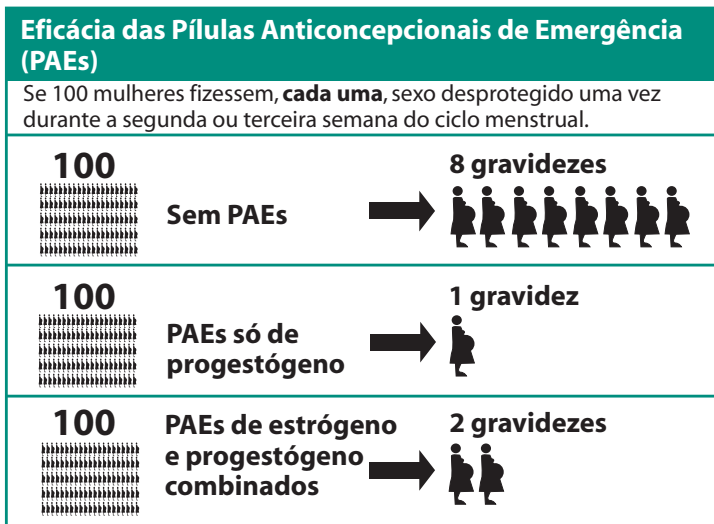 Eficácia das Pílulas Anticoncepcionais de Emergência
(PAEs)
Se 100 mulheres fizessem, cada uma, sexo desprotegido uma vez
durante a segunda ou terceira semana do ciclo menstrual.
100
Sem PAEs
8 gravidezes
100
PAEs só de
progestógeno
1 gravidez
100
PAEs de estrógeno
e progestógeno
combinados
2 gravidezes